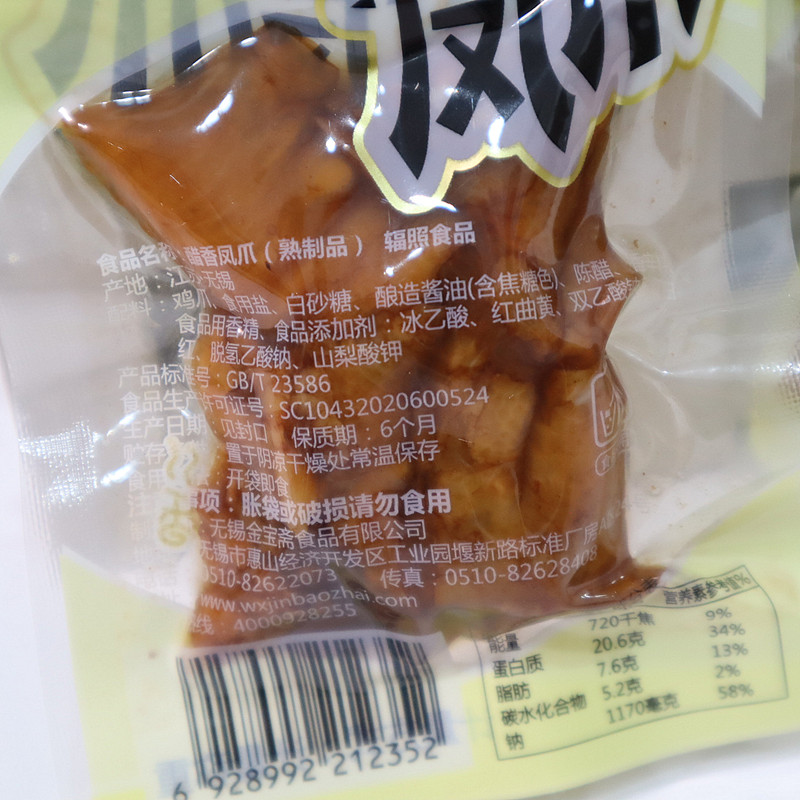 凤爪
食品名称：醋香凤爪（熟制品） 辐照食品
产地：江苏无锡
配料：鸡爪、食用盐、白砂糖、酿造酱油(含焦糖色)、陈醋、
食品用香精、食品添加剂：冰乙酸、红曲黄、双乙酸钠
红、脱氢乙酸钠、山梨酸钾
产品标准号：GB/T 23586
食品生产许可证号：SC10432020600524
生产日期：见封口 保质期：6个月
贮存 置于阴凉干燥处常温保存
食用 开袋即食
事项：胀袋或破损请勿食用
无锡金宝斋食品有限公司
无锡市惠山经济开发区工业园堰新路标准厂房
0510-82622073 传真：0510-82628408
www.wxjinbaozhai.com
线：4000928255
营养素参考值%
能量 720千焦 9%
蛋白质 20.6克 34%
脂肪 7.6克 13%
碳水化合物 5.2克 2%
钠 1170毫克 58%
6 928992 212352